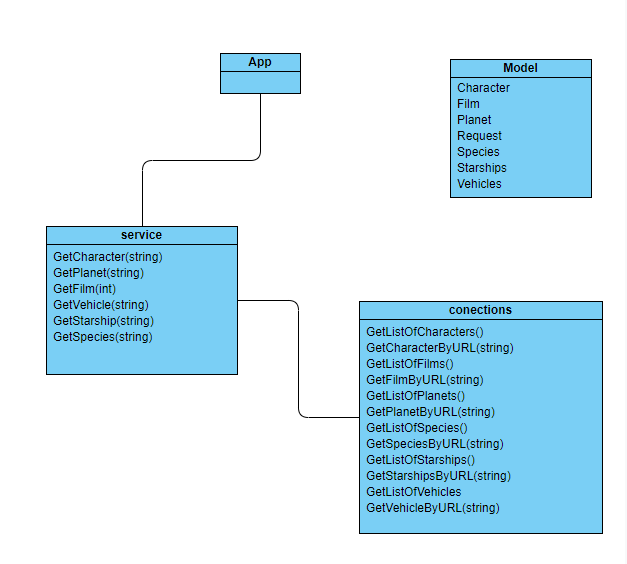 App
Model
Character
Film
Planet
Request
Species
Starships
Vehicles
service
GetCharacter(string)
GetPlanet(string)
GetFilm(int)
GetVehicle(string)
GetStarship(string)
GetSpecies(string)
conections
GetListOfCharacters()
GetCharacterByURL(string)
GetListOfFilms()
GetFilmByURL(string)
GetListOfPlanets()
GetPlanetByURL(string)
GetListOfSpecies()
GetSpeciesByURL(string)
GetListOfStarships()
GetStarshipsByURL(string)
GetListOfVehicles
GetVehicleByURL(string)